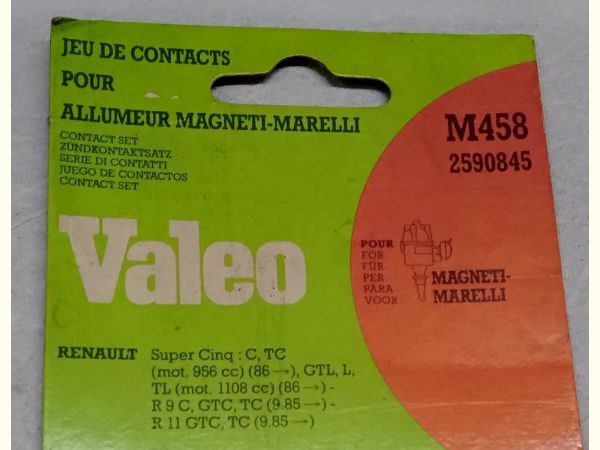 JEU DE CONTACTS
POUR
ALLUMEUR MAGNETI-MARELLI
CONTACT SET
ZÜNDKONTAKTSATZ
SERIE DI CONTATTI
JUEGO DE CONTACTOS
CONTACT SET
M458
2590845
Valeo
POUR
FOR
FÜR
PER
PARA
VOOR
MAGNETI-
MARELLI
RENAULT Super Cinq : C, TC
(mot. 956 cc) (86 →), GTL, L,
TL (mot. 1108 cc) (86 →) -
R 9 C, GTC, TC (9.85 →) -
R 11 GTC, TC (9.85 →)